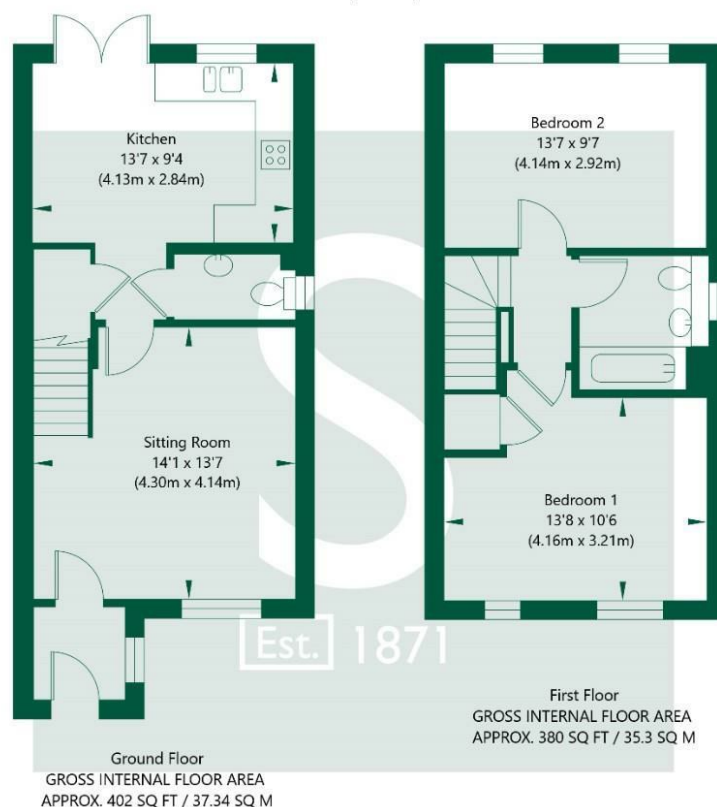 Kitchen
13'7 x 9'4
(4.13m x 2.84m)
Sitting Room
14'1 x 13'7
(4.30m x 4.14m)
Bedroom 2
13'7 x 9'7
(4.14m x 2.92m)
Bedroom 1
13'8 x 10'6
(4.16m x 3.21m)
S
Est. 1871
Ground Floor
GROSS INTERNAL FLOOR AREA
APPROX. 402 SQ FT / 37.34 SQ M
First Floor
GROSS INTERNAL FLOOR AREA
APPROX. 380 SQ FT / 35.3 SQ M